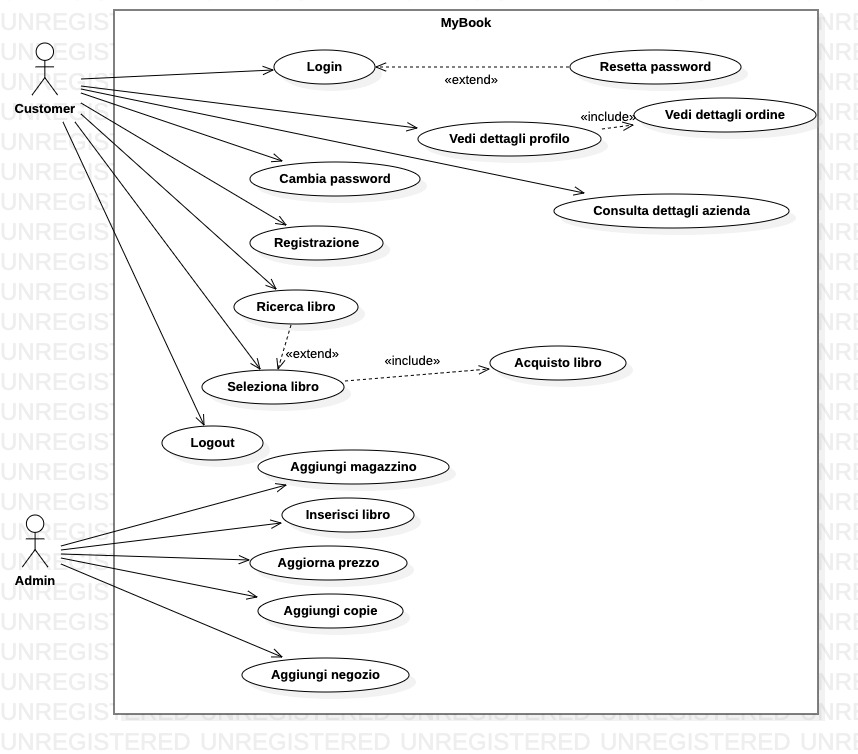 MyBook
Login
Resetta password
«extend»
Customer
Vedi dettagli ordine
«include»
Vedi dettagli profilo
Cambia password
Consulta dettagli azienda
Registrazione
Ricerca libro
«extend»
«include»
Acquisto libro
Seleziona libro
Logout
Aggiungi magazzino
Inserisci libro
Aggiorna prezzo
Admin
Aggiungi copie
Aggiungi negozio
UNREGISTERED UNREGISTERED UNREGISTERED UNREGISTERED UNRE